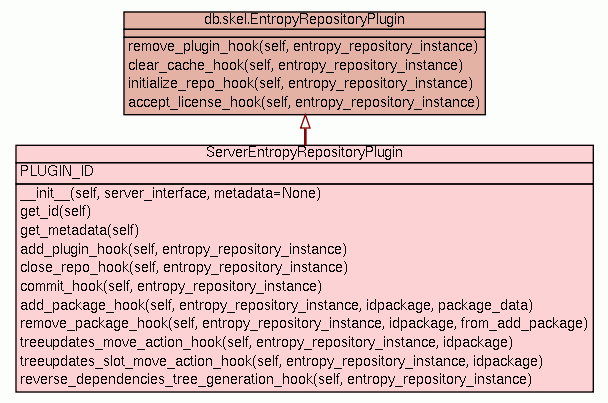 db.skel.EntropyRepositoryPlugin
remove_plugin_hook(self, entropy_repository_instance)
clear_cache_hook(self, entropy_repository_instance)
initialize_repo_hook(self, entropy_repository_instance)
accept_license_hook(self, entropy_repository_instance)
ServerEntropyRepositoryPlugin
PLUGIN_ID
__init__(self, server_interface, metadata=None)
get_id(self)
get_metadata(self)
add_plugin_hook(self, entropy_repository_instance)
close_repo_hook(self, entropy_repository_instance)
commit_hook(self, entropy_repository_instance)
add_package_hook(self, entropy_repository_instance, idpackage, package_data)
remove_package_hook(self, entropy_repository_instance, idpackage, from_add_package)
treeupdates_move_action_hook(self, entropy_repository_instance, idpackage)
treeupdates_slot_move_action_hook(self, entropy_repository_instance, idpackage)
reverse_dependencies_tree_generation_hook(self, entropy_repository_instance)